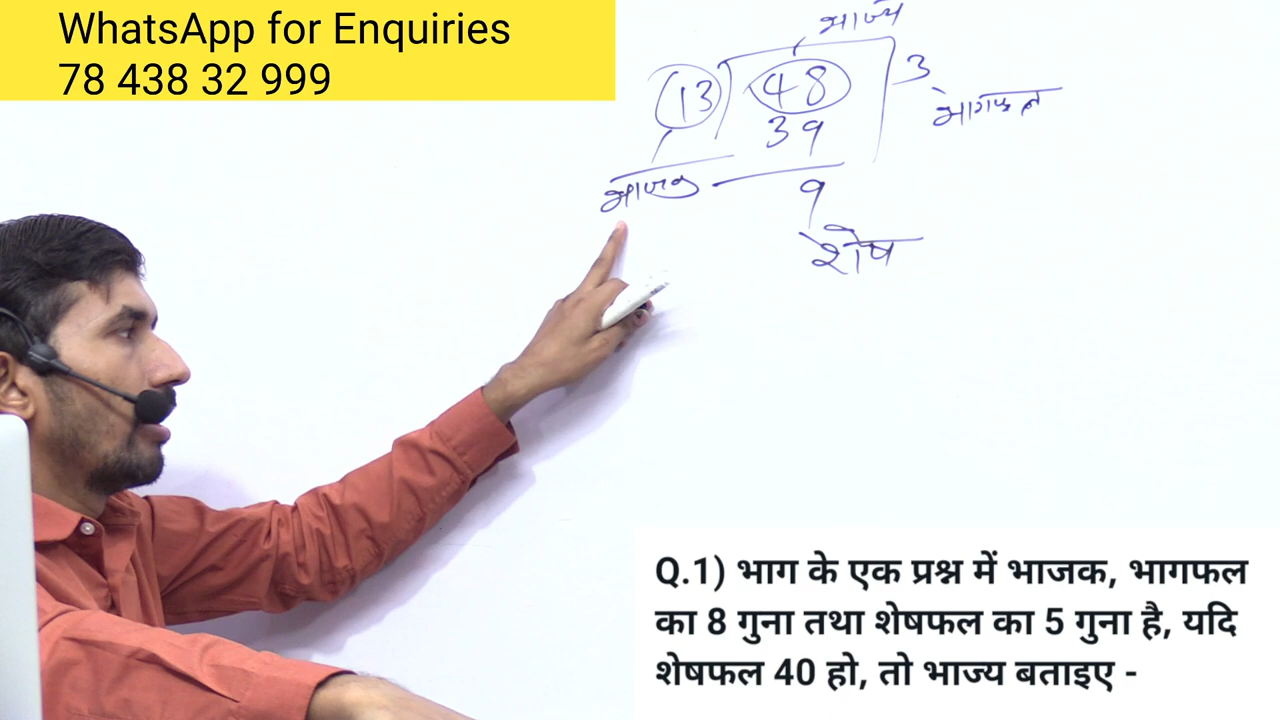 WhatsApp for Enquiries
78 438 32 999
भाज्य
13 48 3
भागफल
39
भाजक
9
शेष
Q.1) भाग के एक प्रश्न में भाजक, भागफल
का 8 गुना तथा शेषफल का 5 गुना है, यदि
शेषफल 40 हो, तो भाज्य बताइए -